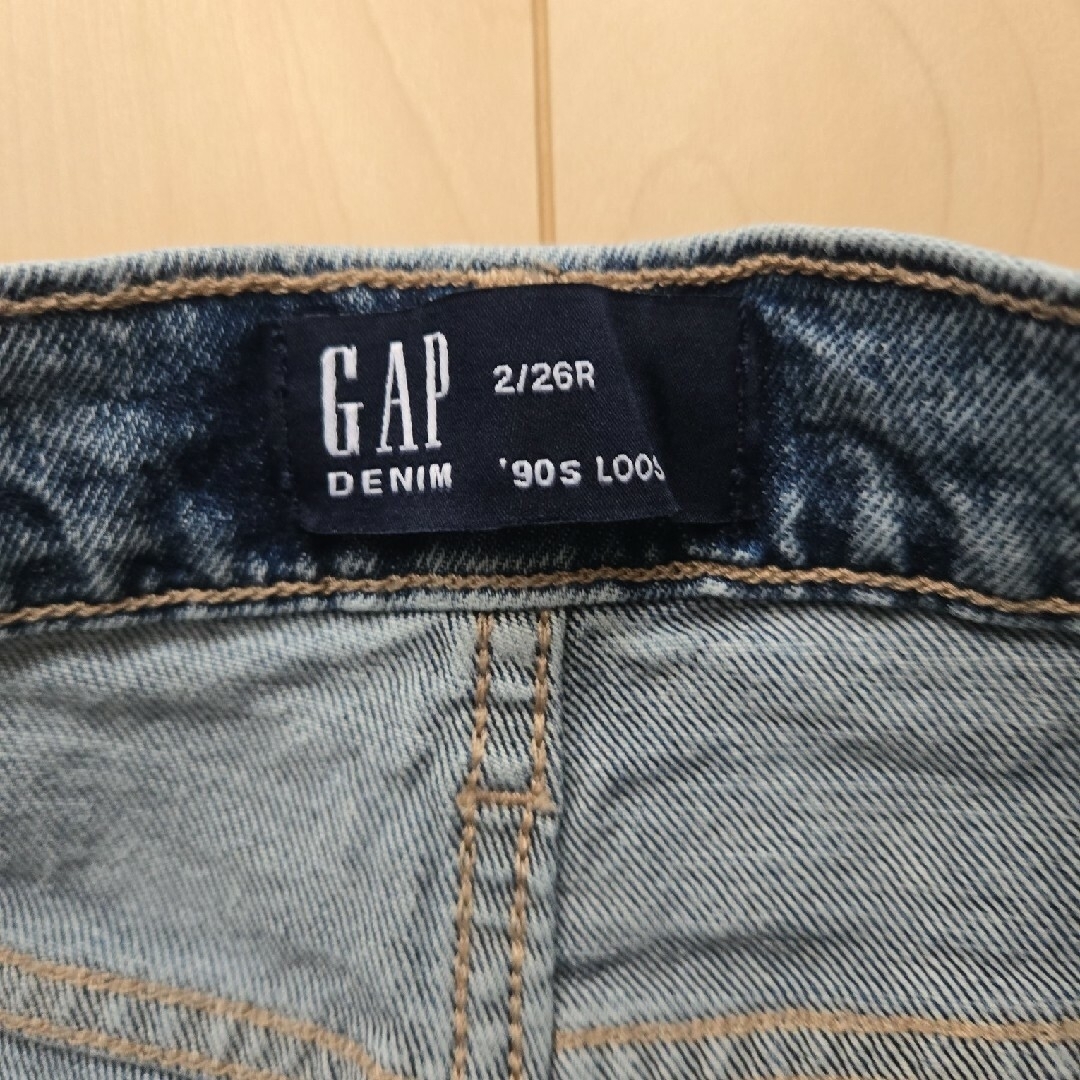 GAP
DENIM
2/26R
'90S LOOS